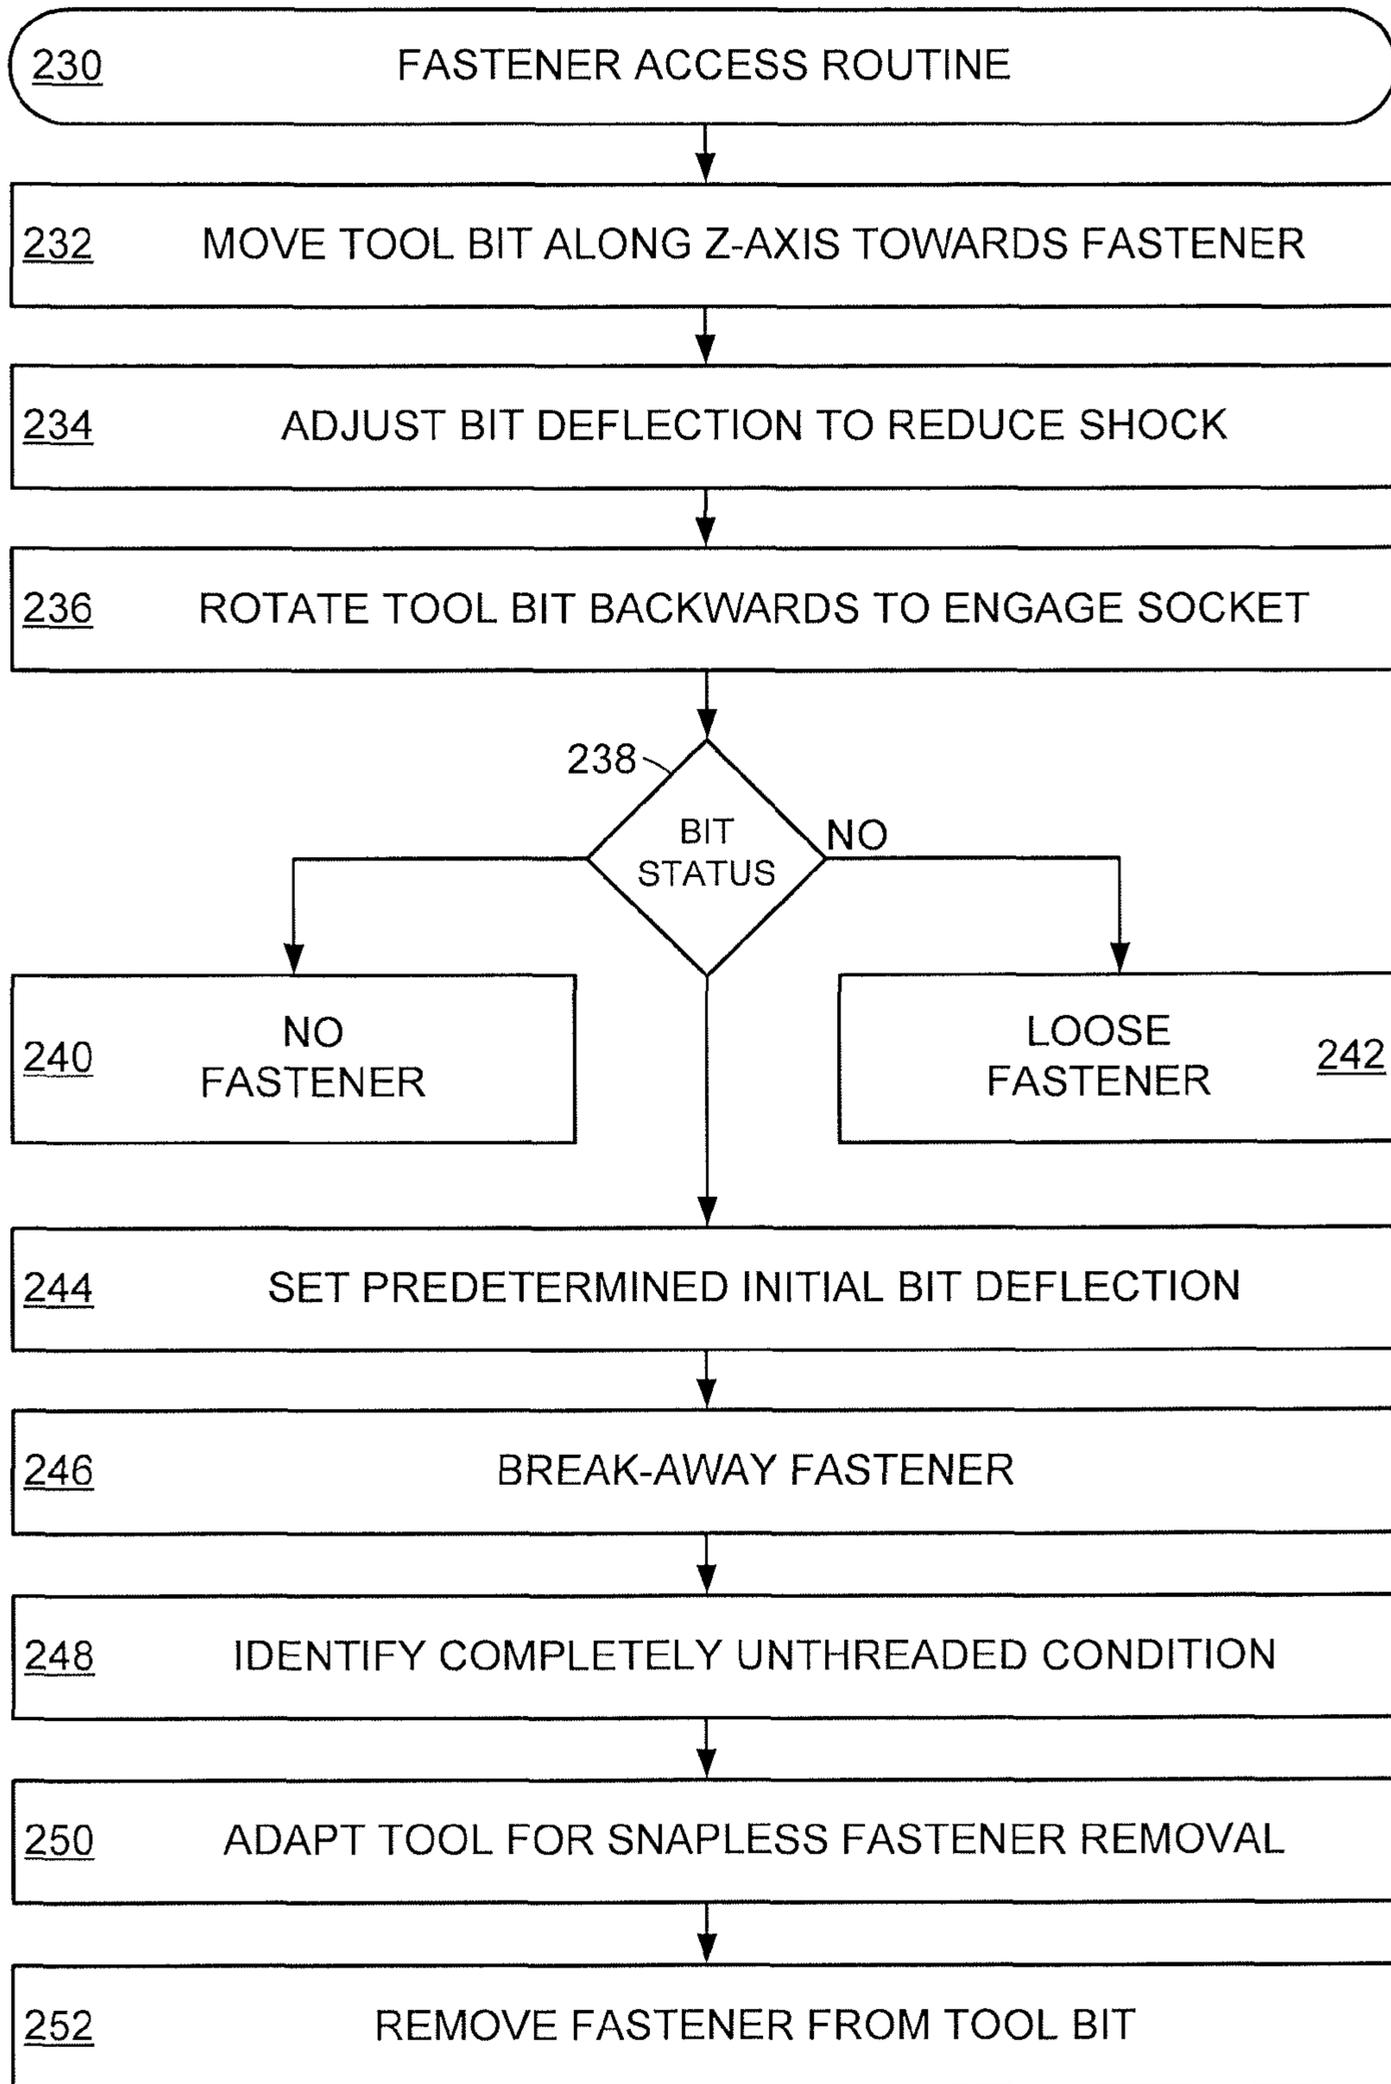 230 FASTENER ACCESS ROUTINE
232 MOVE TOOL BIT ALONG Z-AXIS TOWARDS FASTENER
234 ADJUST BIT DEFLECTION TO REDUCE SHOCK
236 ROTATE TOOL BIT BACKWARDS TO ENGAGE SOCKET
238
BIT
STATUS
NO
240
NO
FASTENER
LOOSE
FASTENER
242
244 SET PREDETERMINED INITIAL BIT DEFLECTION
246 BREAK-AWAY FASTENER
248 IDENTIFY COMPLETELY UNTHREADED CONDITION
250 ADAPT TOOL FOR SNAPLESS FASTENER REMOVAL
252 REMOVE FASTENER FROM TOOL BIT